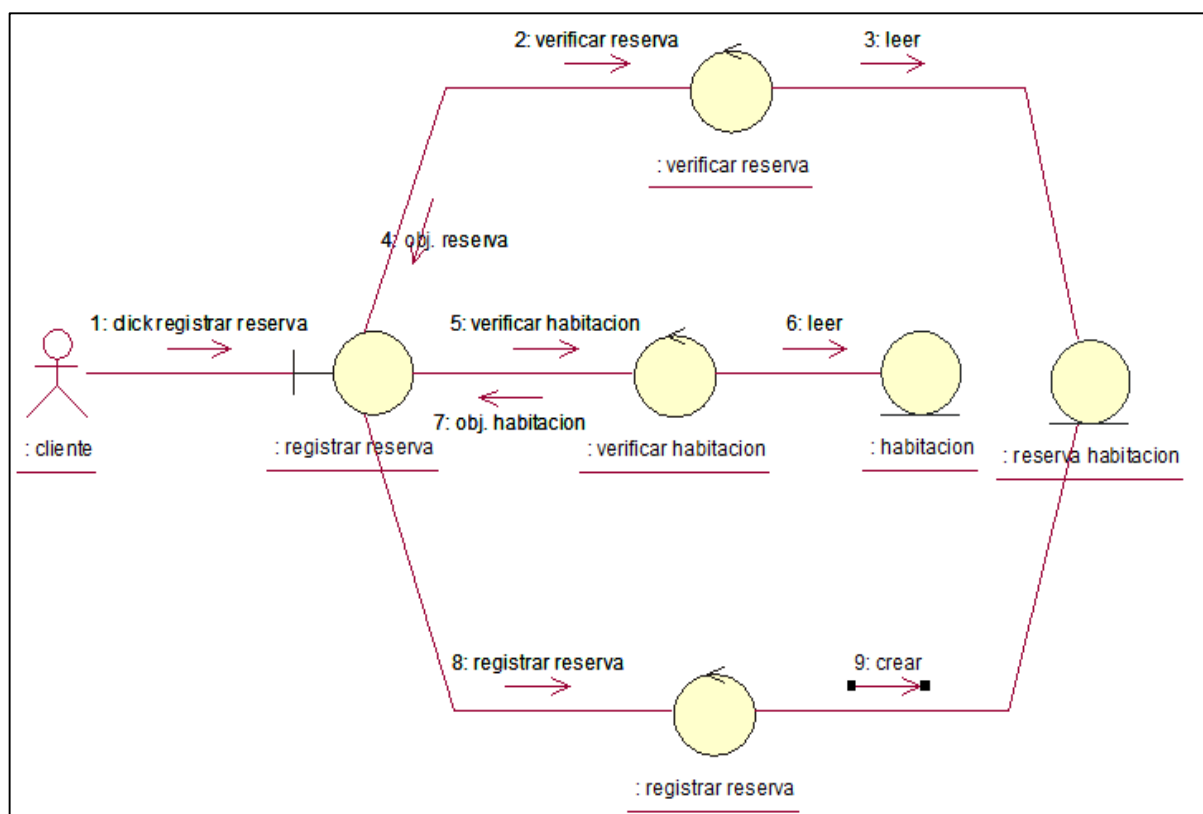 2: verificar reserva
3: leer
: verificar reserva
4: obj. reserva
1: click registrar reserva
5: verificar habitacion
6: leer
7: obj. habitacion
: cliente
: registrar reserva
: verificar habitacion
: habitacion
: reserva habitacion
8: registrar reserva
9: crear
: registrar reserva